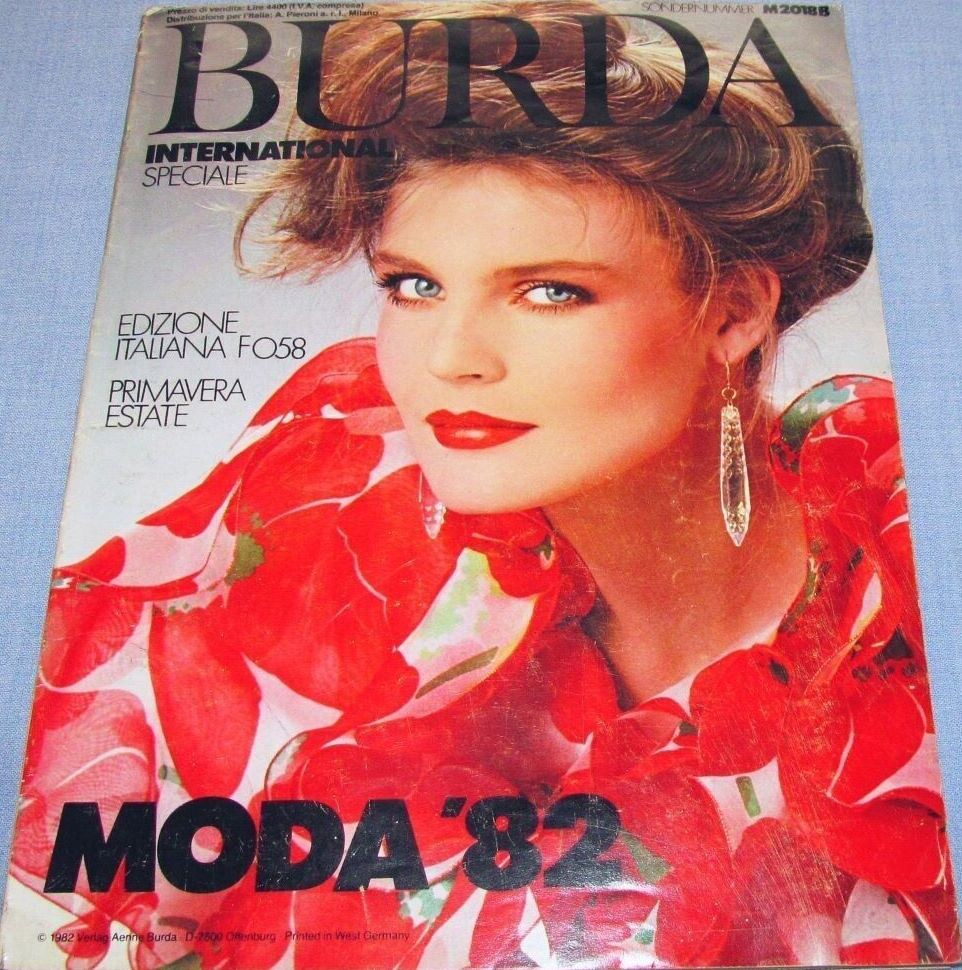 Prezzo di vendita: Lire 4400 (I.V.A. compresa)
Distribuzione per l'Italia: A. Pieroni a. r. l., Milano
SONDERNUMMER M2018B
BURDA
INTERNATIONAL
SPECIALE
EDIZIONE
ITALIANA F058
PRIMAVERA
ESTATE
MODA '82
© 1982 Verlag Aenne Burda · D-7600 Offenburg · Printed in West Germany